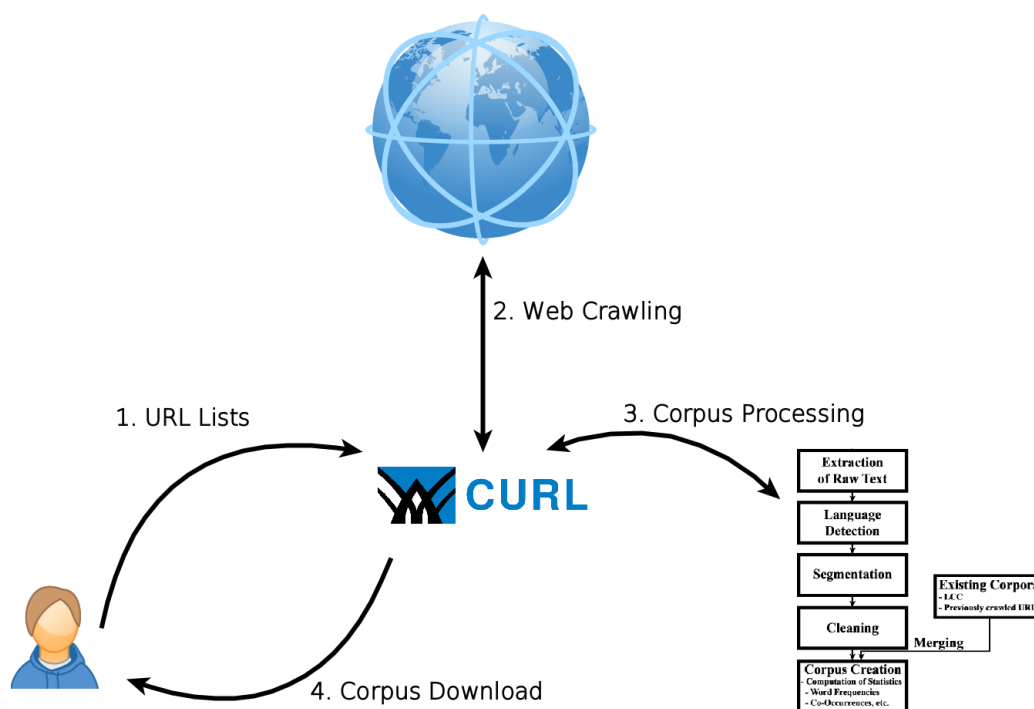 2. Web Crawling
1. URL Lists
3. Corpus Processing
CURL
Extraction
of Raw Text
Language
Detection
Segmentation
Cleaning
Existing Corpora
- LCC
- Previously crawled URL
Merging
Corpus Creation
- Computation of Statistics
- Word Frequencies
- Co-Occurrences, etc.
4. Corpus Download